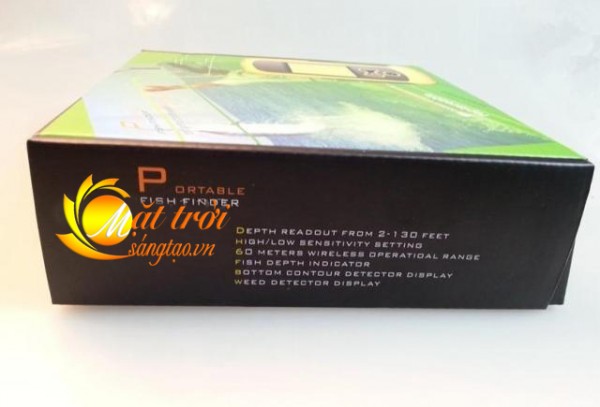 PORTABLE
FISH FINDER
Mặt trời
sángtạo.vn
DEPTH READOUT FROM 2-130 FEET
HIGH/LOW SENSITIVITY SETTING
60 METERS WIRELESS OPERATIOAL RANGE
FISH DEPTH INDICATOR
BOTTOM CONTOUR DETECTOR DISPLAY
WEED DETECTOR DISPLAY